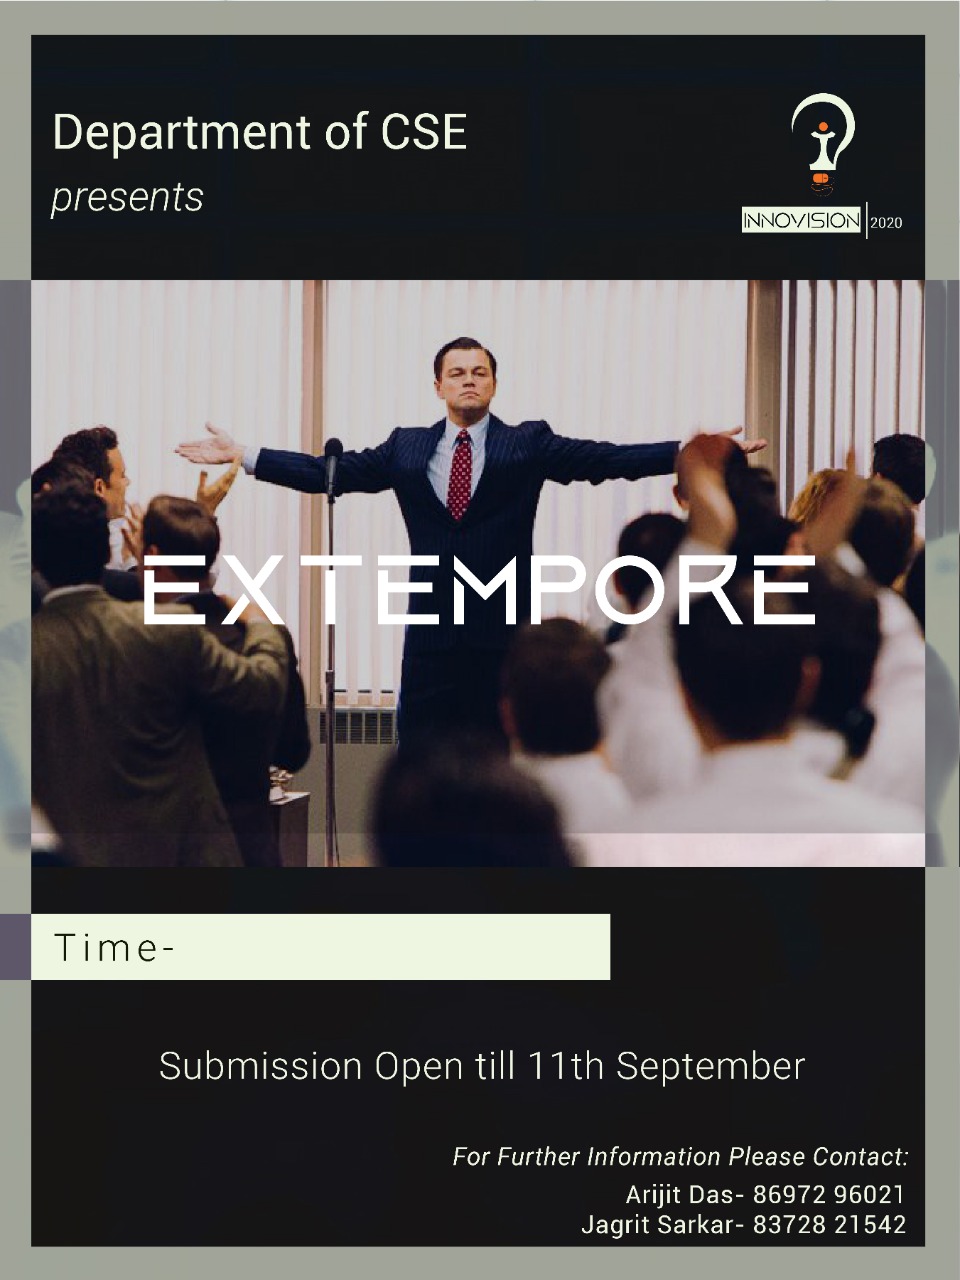 Department of CSE
presents
INNOVISION 2020
EXTEMPORE
Time-
Submission Open till 11th September
For Further Information Please Contact:
Arijit Das- 86972 96021
Jagrit Sarkar- 83728 21542